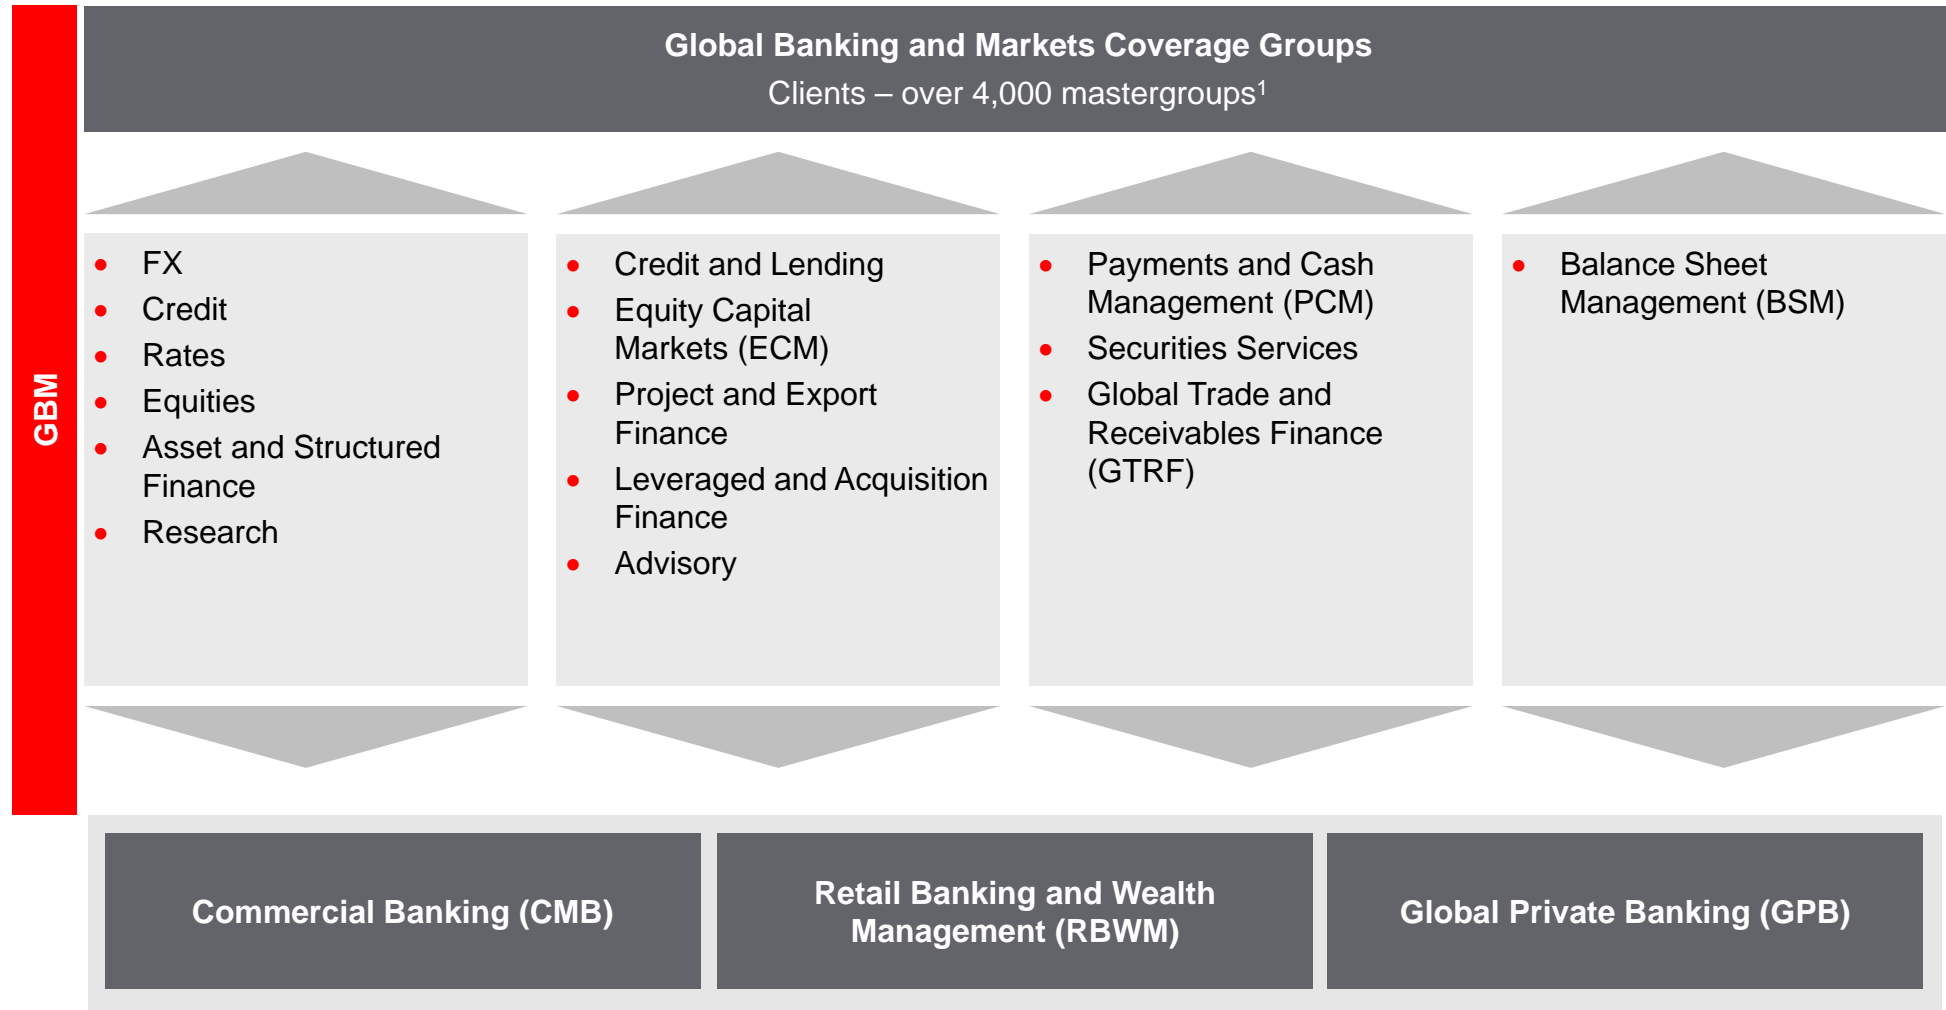 Global Banking and Markets Coverage Groups
Clients – over 4,000 mastergroups¹
GBM
• FX
• Credit
• Rates
• Equities
• Asset and Structured
Finance
• Research
• Credit and Lending
• Equity Capital
Markets (ECM)
• Project and Export
Finance
• Leveraged and Acquisition
Finance
• Advisory
• Payments and Cash
Management (PCM)
• Securities Services
• Global Trade and
Receivables Finance
(GTRF)
• Balance Sheet
Management (BSM)
Commercial Banking (CMB)
Retail Banking and Wealth
Management (RBWM)
Global Private Banking (GPB)